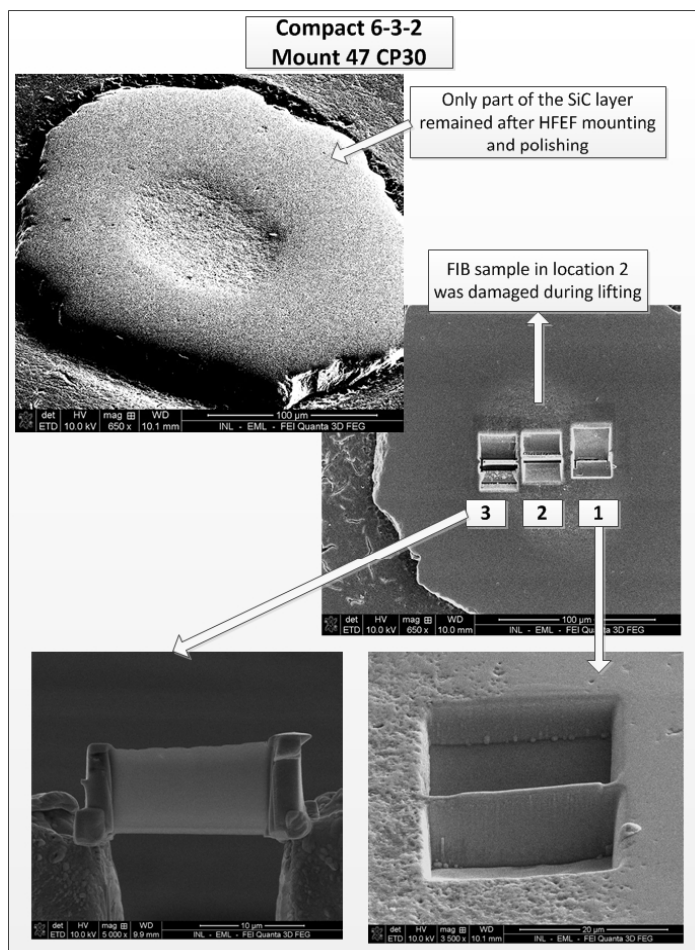 Compact 6-3-2
Mount 47 CP30
Only part of the SiC layer
remained after HFEF mounting
and polishing
det HV mag ⊞ WD 100 µm
ETD 10.0 kV 650 x 10.1 mm INL - EML - FEI Quanta 3D FEG
FIB sample in location 2
was damaged during lifting
3 2 1
det HV mag ⊞ WD 100 µm
ETD 10.0 kV 650 x 10.0 mm INL - EML - FEI Quanta 3D FEG
det HV mag ⊞ WD 10 µm
ETD 10.0 kV 5 000 x 9.9 mm INL - EML - FEI Quanta 3D FEG
det HV mag ⊞ WD 20 µm
ETD 10.0 kV 3 500 x 10.1 mm INL - EML - FEI Quanta 3D FEG